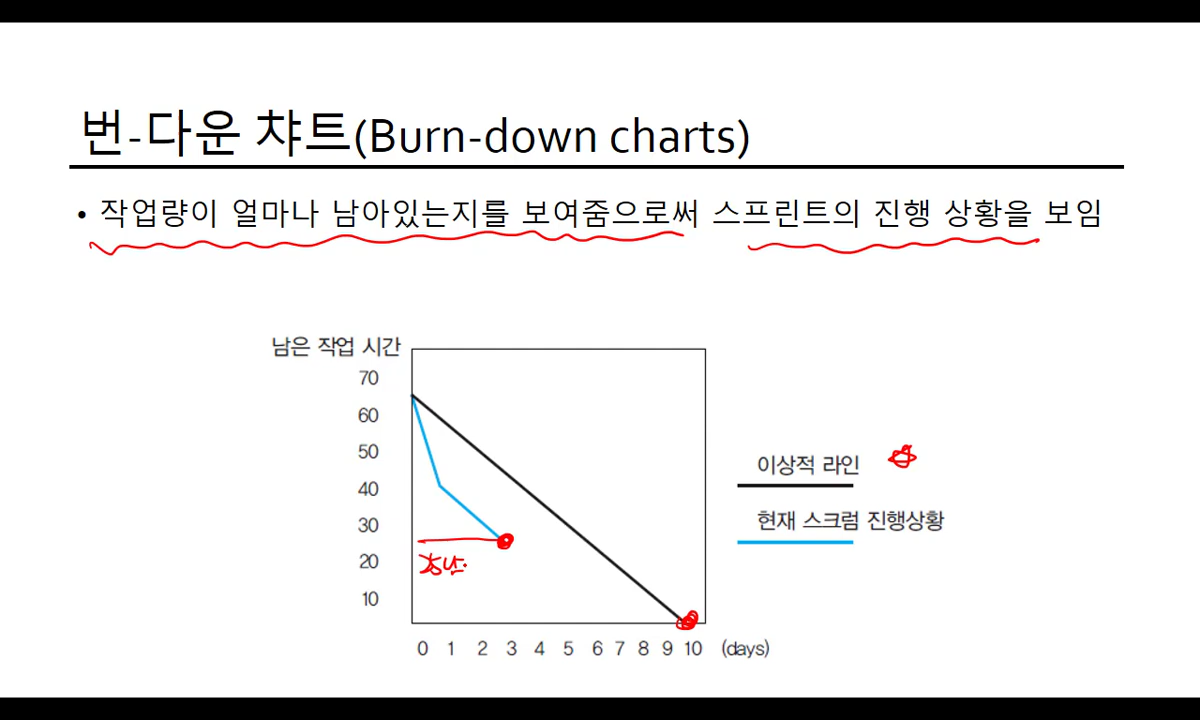 번-다운 챠트(Burn-down charts)
• 작업량이 얼마나 남아있는지를 보여줌으로써 스프린트의 진행 상황을 보임
남은 작업 시간
70
60
50
40
30
20
10
이상적 라인
현재 스크럼 진행상황
0 1 2 3 4 5 6 7 8 9 10 (days)